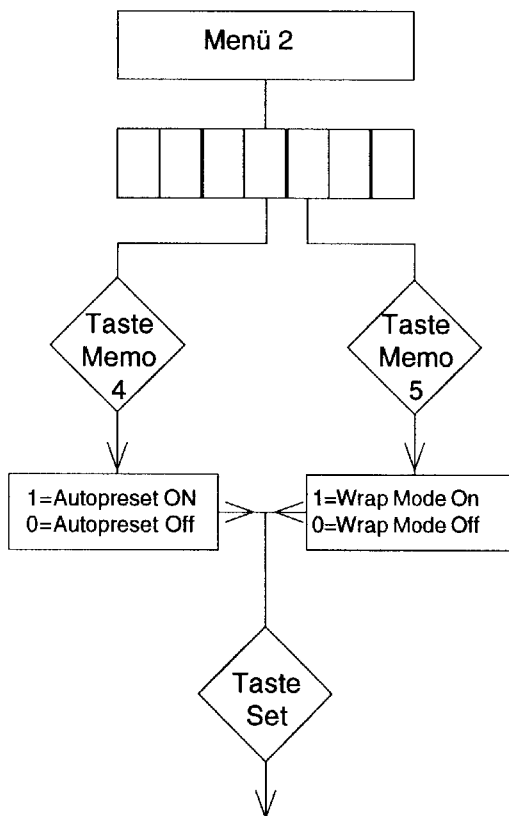 Menü 2
Taste
Memo
4
Taste
Memo
5
1=Autopreset ON
0=Autopreset Off
1=Wrap Mode On
0=Wrap Mode Off
Taste
Set